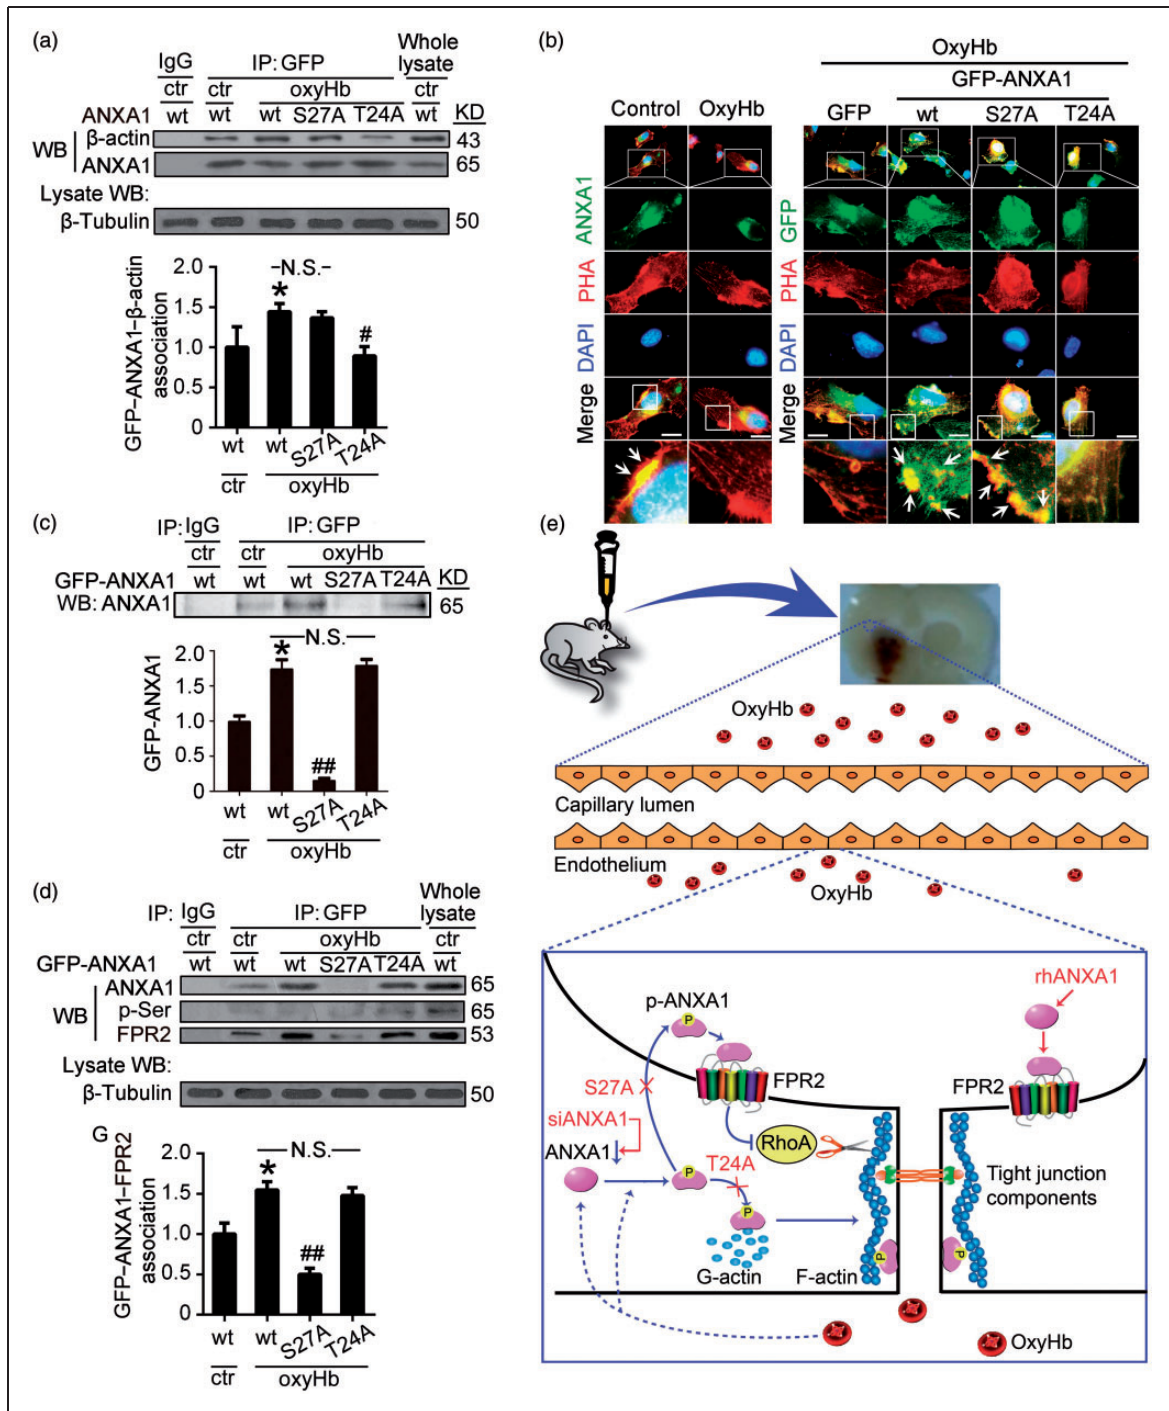 (a)
IgG
IP: GFP
Whole lysate
ctr
ctr
oxyHb
ctr
ANXA1
wt
wt
wt
S27A
T24A
wt
KD
WB
β-actin
43
ANXA1
65
Lysate WB:
β-Tubulin
50
GFP-ANXA1-β-actin association
2.0
1.5
1.0
0.5
0
-N.S.-
*
#
wt
wt
S27A
T24A
ctr
oxyHb
(b)
OxyHb
GFP-ANXA1
Control
OxyHb
GFP
wt
S27A
T24A
ANXA1
PHA
DAPI
Merge
GFP
PHA
DAPI
Merge
(c)
IP:
IgG
IP: GFP
ctr
ctr
oxyHb
GFP-ANXA1
wt
wt
wt
S27A
T24A
KD
WB: ANXA1
65
GFP-ANXA1
2.0
1.5
1.0
0.5
0
N.S.
*
##
wt
wt
S27A
T24A
ctr
oxyHb
(d)
IP:
IgG
IP: GFP
Whole lysate
ctr
ctr
oxyHb
ctr
GFP-ANXA1
wt
wt
wt
S27A
T24A
wt
WB
ANXA1
65
p-Ser
65
FPR2
53
Lysate WB:
β-Tubulin
50
G
GFP-ANXA1-FPR2 association
2.0
1.5
1.0
0.5
0
N.S.
*
##
wt
wt
S27A
T24A
ctr
oxyHb
(e)
OxyHb
Capillary lumen
Endothelium
OxyHb
p-ANXA1
P
rhANXA1
FPR2
FPR2
S27A
siANXA1
ANXA1
RhoA
T24A
P
P
Tight junction components
P
P
G-actin
F-actin
OxyHb